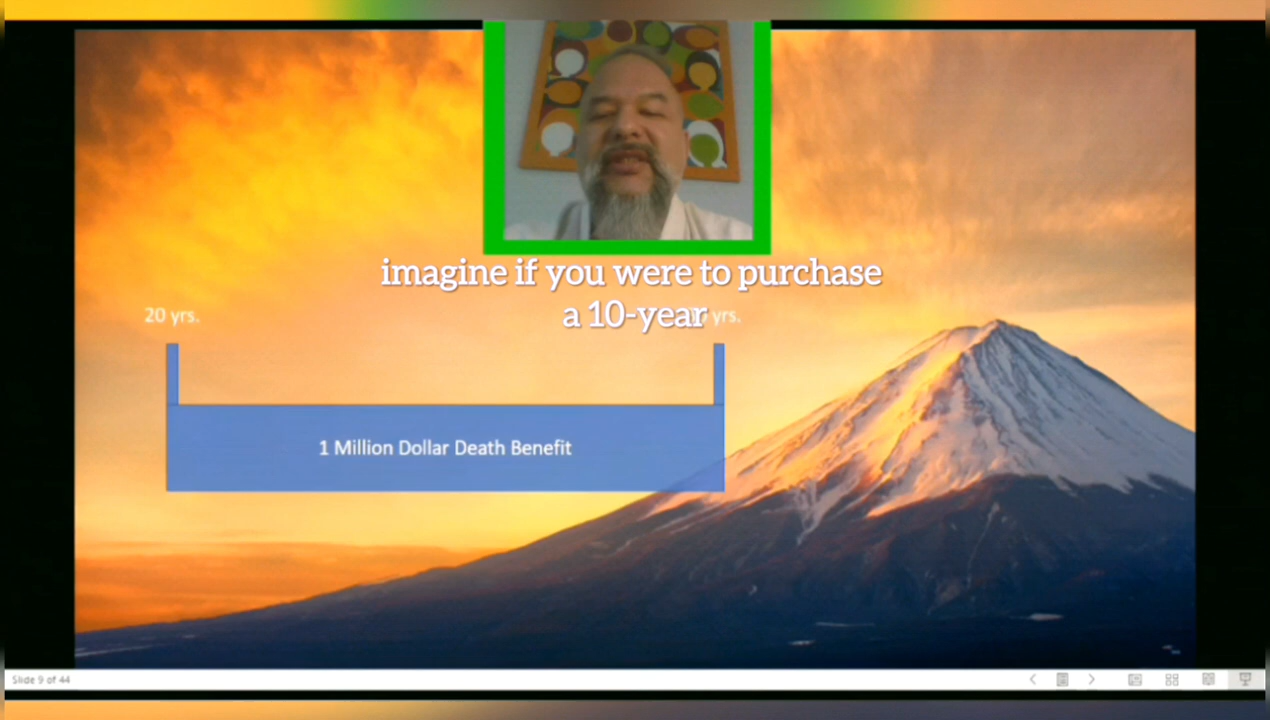 imagine if you were to purchase
a 10-year
20 yrs.
yrs.
1 Million Dollar Death Benefit
Slide 9 of 44